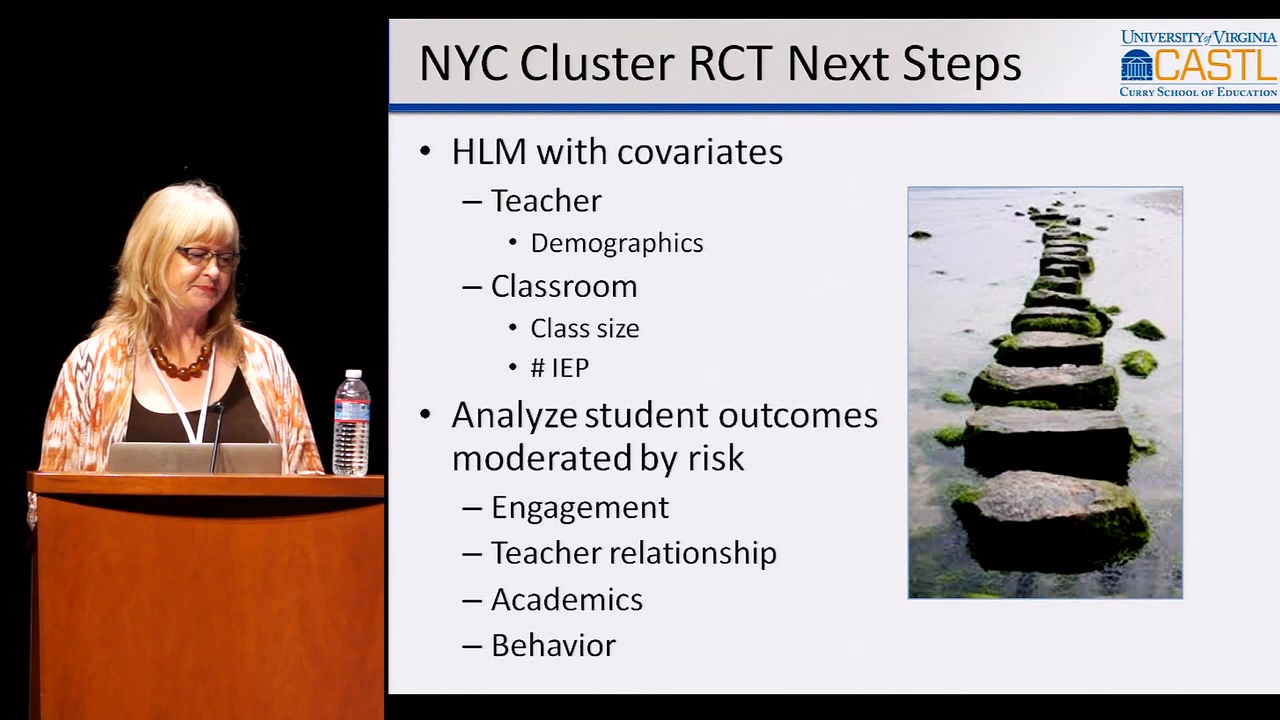 NYC Cluster RCT Next Steps
UNIVERSITY of VIRGINIA
CASTL
CURRY SCHOOL OF EDUCATION
• HLM with covariates
– Teacher
• Demographics
– Classroom
• Class size
• # IEP
• Analyze student outcomes
moderated by risk
– Engagement
– Teacher relationship
– Academics
– Behavior